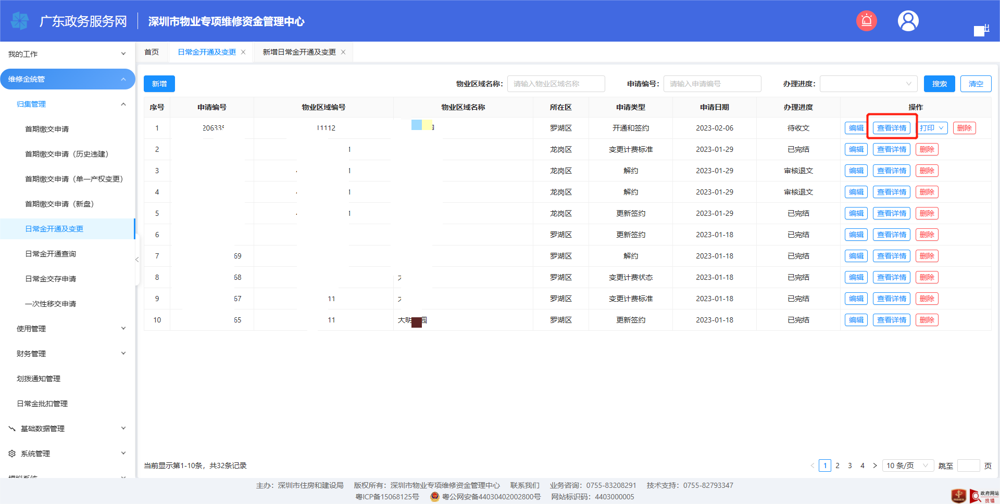 广东政务服务网 深圳市物业专项维修资金管理中心
出
我的工作
维修金统管
归集管理
首期缴交申请
首期缴交申请（历史违建）
首期缴交申请（单一产权变更）
首期缴交申请（新盘）
日常金开通及变更
日常金开通查询
日常金交存申请
一次性移交申请
使用管理
财务管理
划拨通知管理
日常金批扣管理
基础数据管理
系统管理
模拟系统
首页 日常金开通及变更 新增日常金开通及变更
新增 物业区域名称： 请输入物业区域名称 申请编号： 请输入申请编号 办理进度： 搜索 清空
序号 申请编号 物业区域编号 物业区域名称 所在区 申请类型 申请日期 办理进度 操作
1 206335 11112 罗湖区 开通和签约 2023-02-06 待收文 编辑 查看详情 打印 删除
2 1 龙岗区 变更计费标准 2023-01-29 已完结 编辑 查看详情 删除
3 1 龙岗区 解约 2023-01-29 审核退文 编辑 查看详情 删除
4 1 龙岗区 解约 2023-01-29 审核退文 编辑 查看详情 删除
5 1 龙岗区 更新签约 2023-01-29 已完结 编辑 查看详情 删除
6 罗湖区 更新签约 2023-01-18 已完结 编辑 查看详情 删除
7 69 罗湖区 解约 2023-01-18 已完结 编辑 查看详情 删除
8 68 罗湖区 变更计费状态 2023-01-18 已完结 编辑 查看详情 删除
9 67 11 罗湖区 变更计费标准 2023-01-18 已完结 编辑 查看详情 删除
10 65 11 大明 园 罗湖区 更新签约 2023-01-18 已完结 编辑 查看详情 删除
当前显示第1-10条，共32条记录 < 1 2 3 4 > 10 条/页 跳至 页
主办：深圳市住房和建设局 版权所有：深圳市物业专项维修资金管理中心 联系我们 业务咨询：0755-83208291 技术支持：0755-82793347
粤ICP备15068125号 粤公网安备44030402002800号 网站标识码：4403000005
政府网站
找错